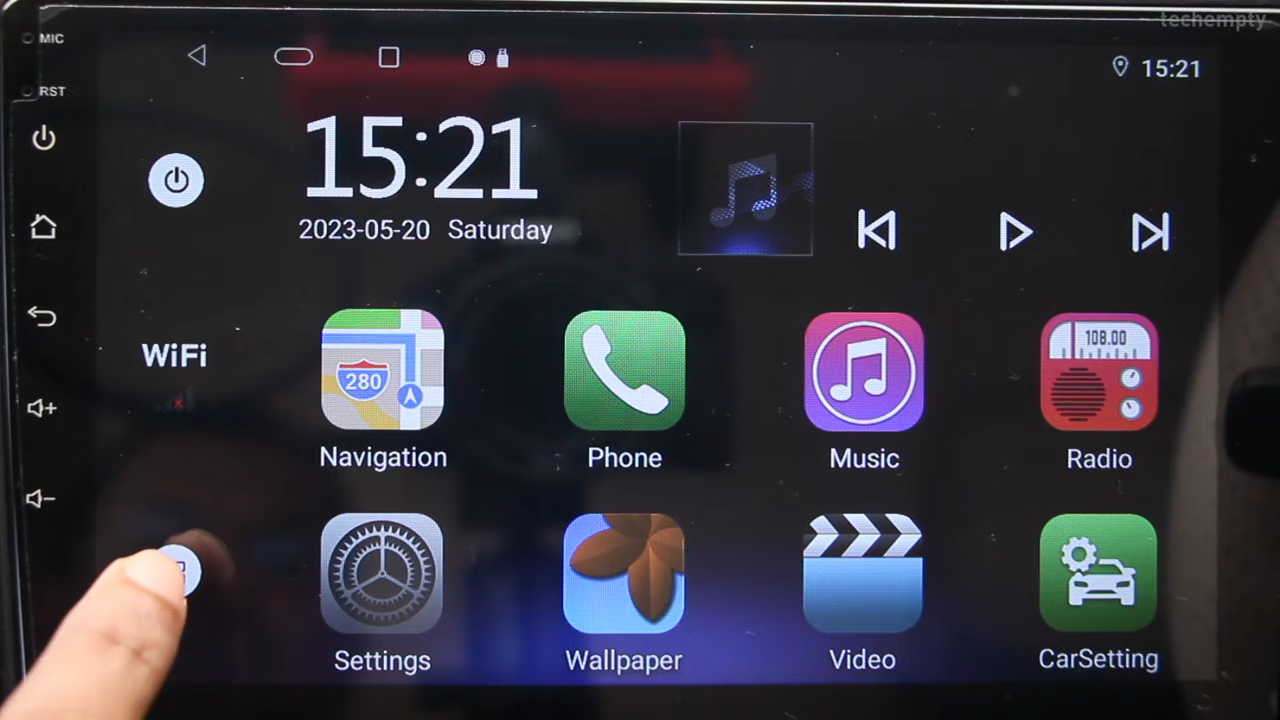 techempty
MIC
15:21
RST
15:21
2023-05-20 Saturday
WiFi
280
108.00
Navigation
Phone
Music
Radio
Settings
Wallpaper
Video
CarSetting